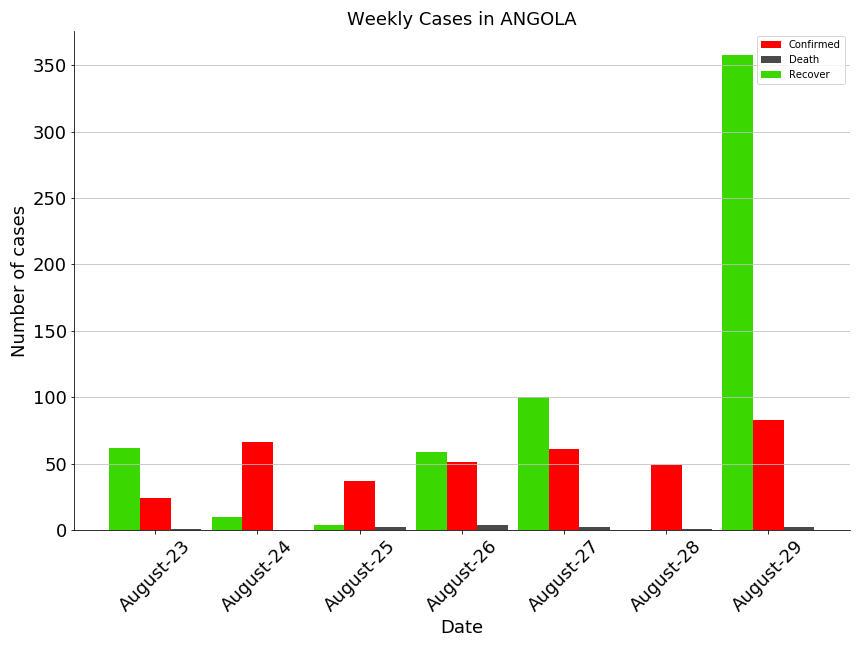 Weekly Cases in ANGOLA
Confirmed
Death
Recover
Number of cases
350
300
250
200
150
100
50
0
August-23
August-24
August-25
August-26
August-27
August-28
August-29
Date